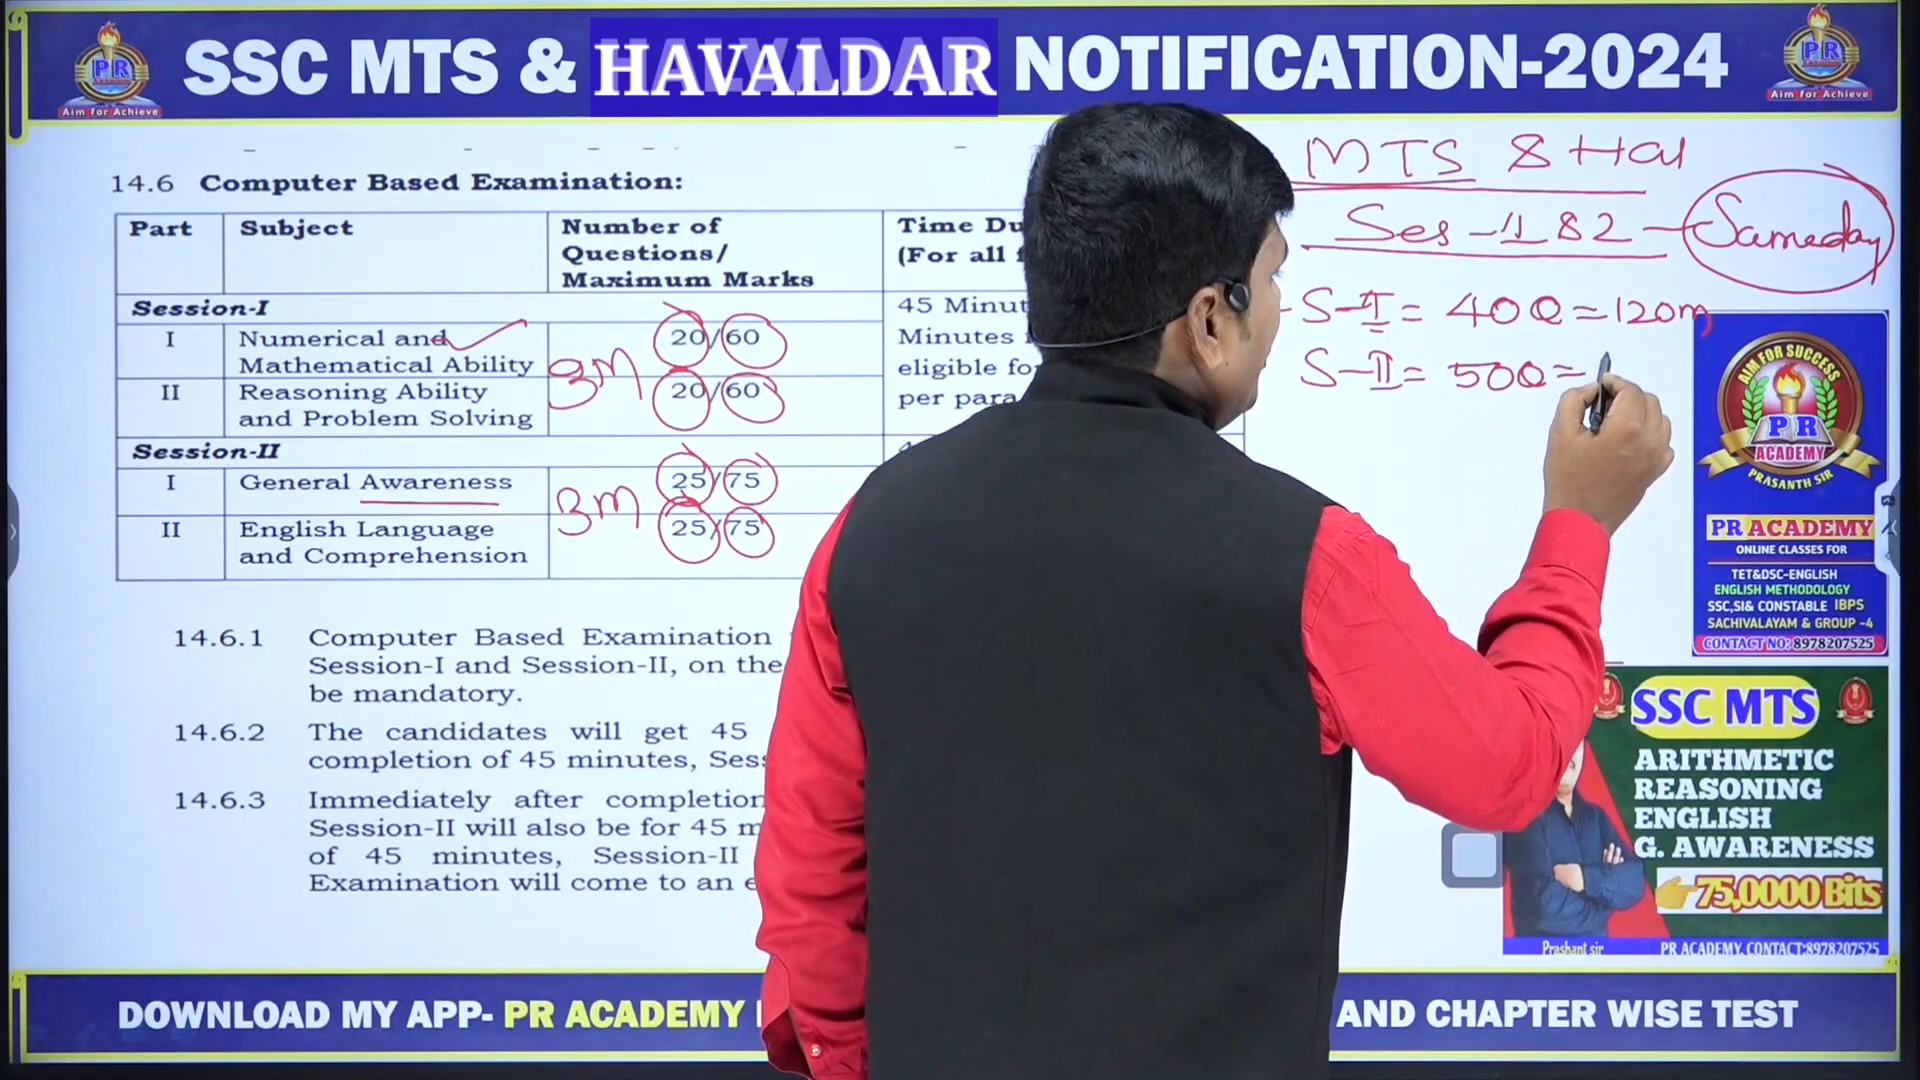 SSC MTS & HAVALDAR NOTIFICATION-2024
PR
Aim for Achieve
PR
Aim for Achieve
14.6 Computer Based Examination:
Part Subject Number of Questions/ Maximum Marks Time Du
(For all
Session-I
I Numerical and Mathematical Ability 20/60
II Reasoning Ability and Problem Solving 20/60
45 Minut
Minutes
eligible fo
per para
3M
Session-II
I General Awareness 25/75
II English Language and Comprehension 25/75
3M
14.6.1 Computer Based Examination
Session-I and Session-II, on the
be mandatory.
14.6.2 The candidates will get 45
completion of 45 minutes, Sess
14.6.3 Immediately after completion
Session-II will also be for 45 m
of 45 minutes, Session-II
Examination will come to an e
MTS & Hal
Ses-1 & 2 - Sameday
S-I = 40Q = 120m
S-II = 50Q =
AIM FOR SUCCESS
PR
ACADEMY
PRASANTH SIR
PR ACADEMY
ONLINE CLASSES FOR
TET&DSC-ENGLISH
ENGLISH METHODOLOGY
SSC,SI& CONSTABLE IBPS
SACHIVALAYAM & GROUP -4
CONTACT NO: 8978207525
SSC MTS
ARITHMETIC
REASONING
ENGLISH
G. AWARENESS
75,0000 Bits
Prashant sir PR ACADEMY, CONTACT:8978207525
DOWNLOAD MY APP- PR ACADEMY AND CHAPTER WISE TEST